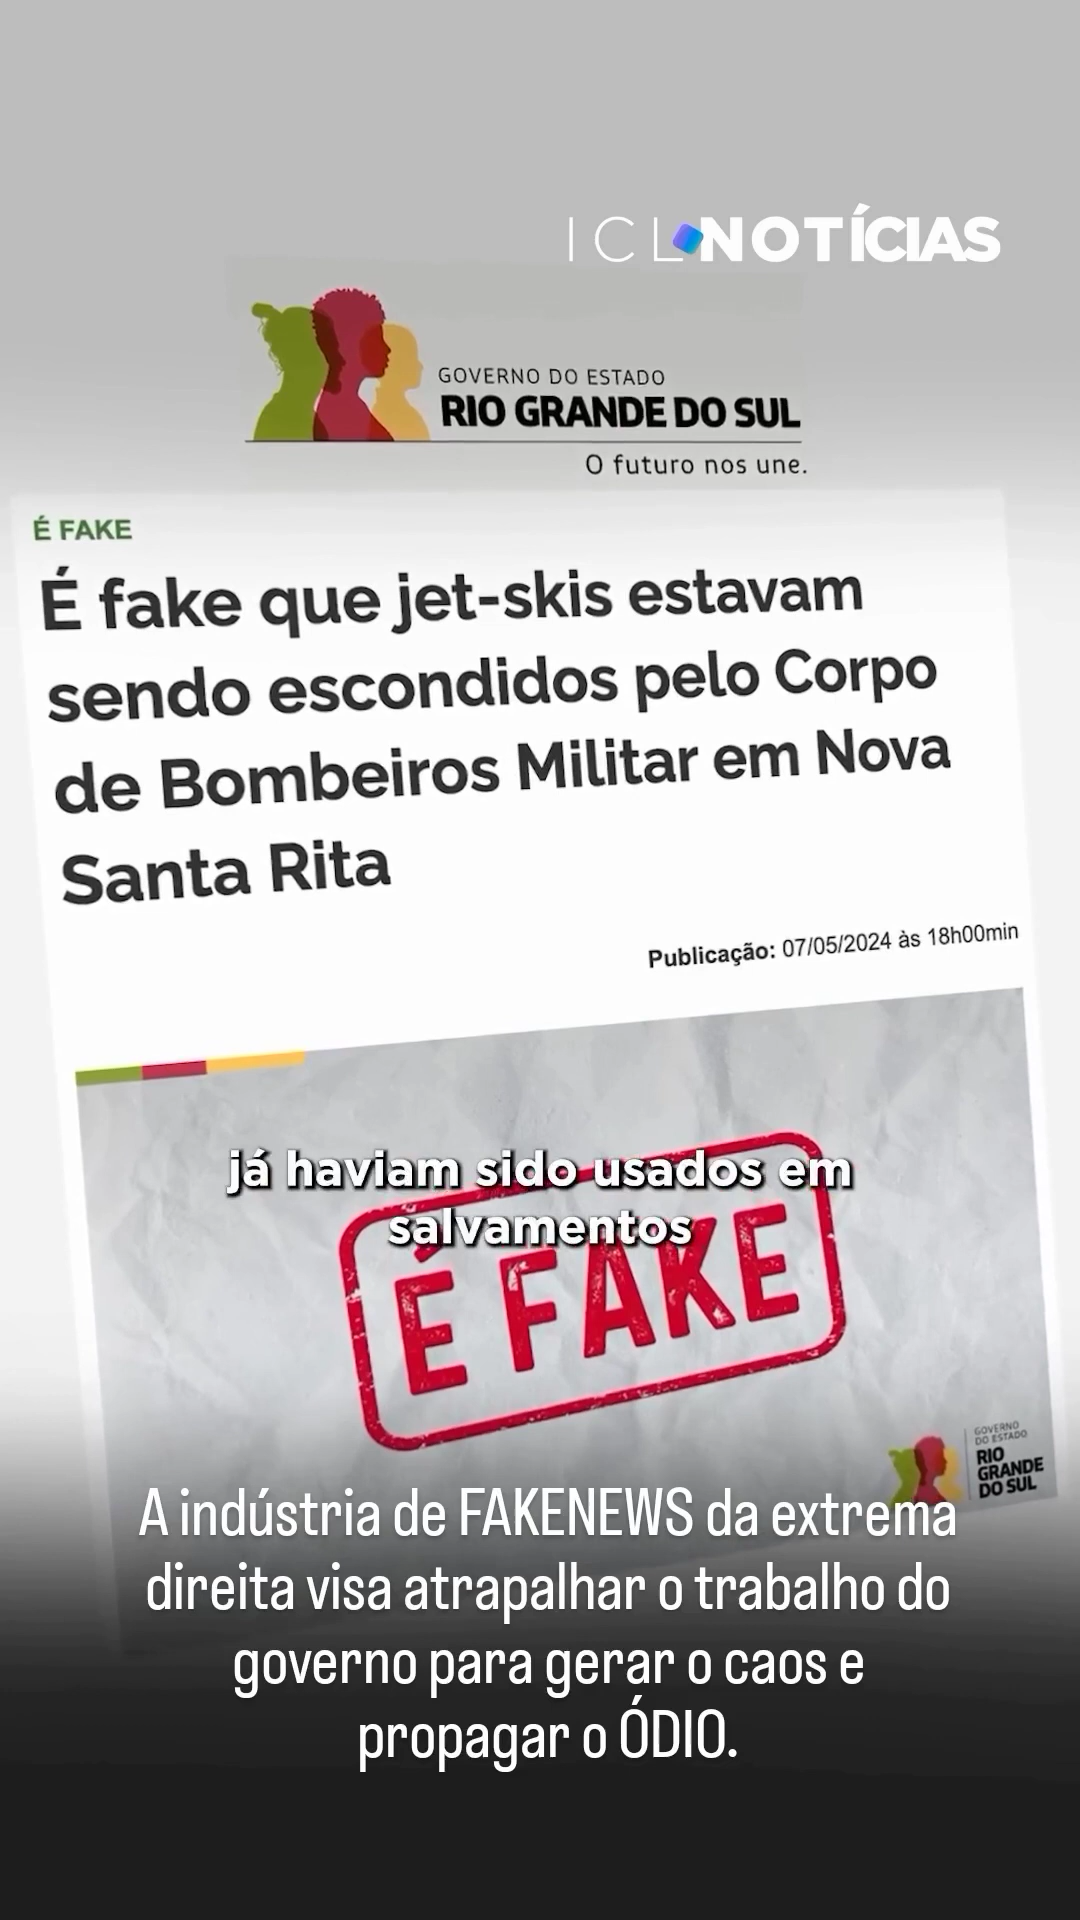 ICL NOTÍCIAS
GOVERNO DO ESTADO
RIO GRANDE DO SUL
O futuro nos une.
É FAKE
É fake que jet-skis estavam
sendo escondidos pelo Corpo
de Bombeiros Militar em Nova
Santa Rita
Publicação: 07/05/2024 às 18h00min
já haviam sido usados em
salvamentos
É FAKE
GOVERNO
DO ESTADO
RIO
GRANDE
DO SUL
A indústria de FAKENEWS da extrema
direita visa atrapalhar o trabalho do
governo para gerar o caos e
propagar o ÓDIO.